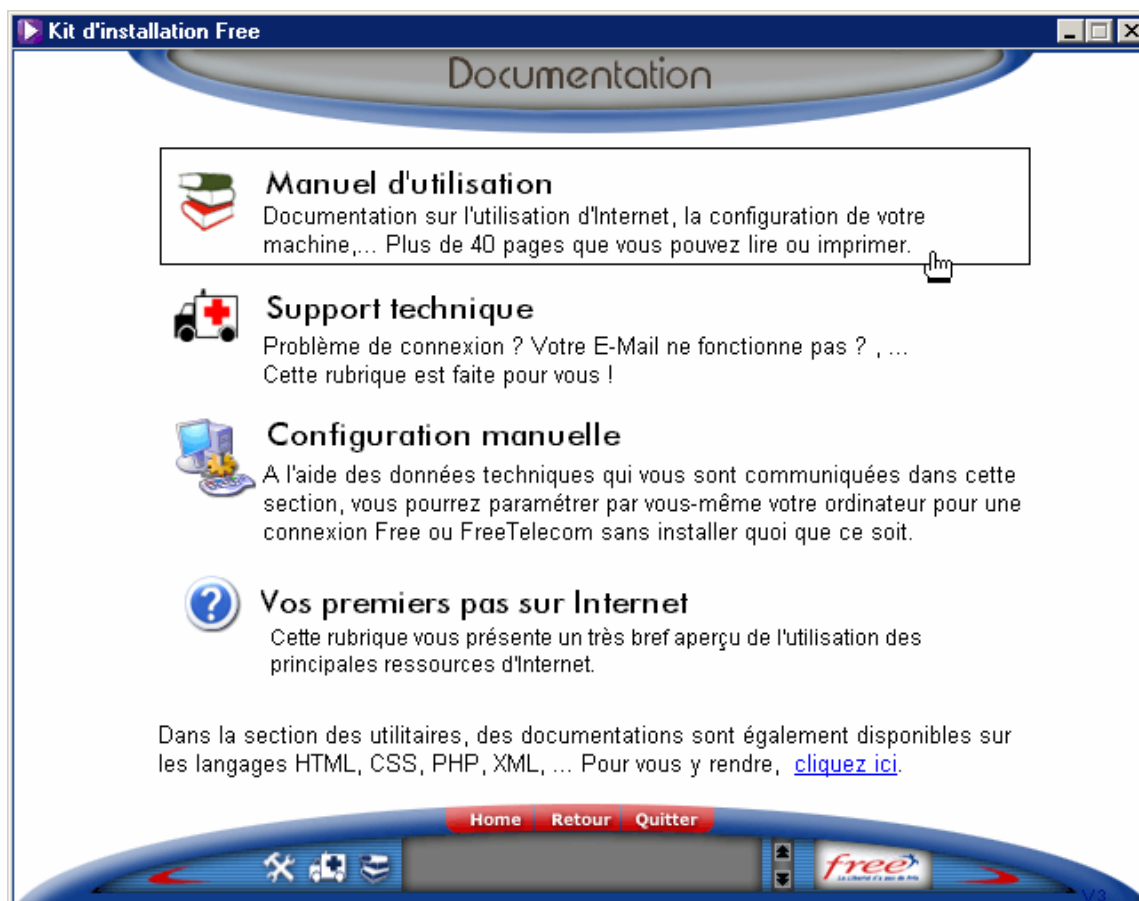 Kit d'installation Free
Documentation
Manuel d'utilisation
Documentation sur l'utilisation d'Internet, la configuration de votre
machine,... Plus de 40 pages que vous pouvez lire ou imprimer.
Support technique
Problème de connexion ? Votre E-Mail ne fonctionne pas ? , ...
Cette rubrique est faite pour vous !
Configuration manuelle
A l'aide des données techniques qui vous sont communiquées dans cette
section, vous pourrez paramétrer par vous-même votre ordinateur pour une
connexion Free ou FreeTelecom sans installer quoi que ce soit.
Vos premiers pas sur Internet
Cette rubrique vous présente un très bref aperçu de l'utilisation des
principales ressources d'Internet.
Dans la section des utilitaires, des documentations sont également disponibles sur
les langages HTML, CSS, PHP, XML, ... Pour vous y rendre, cliquez ici.
Home Retour Quitter
free
La Liberté n'a pas de Prix
V3